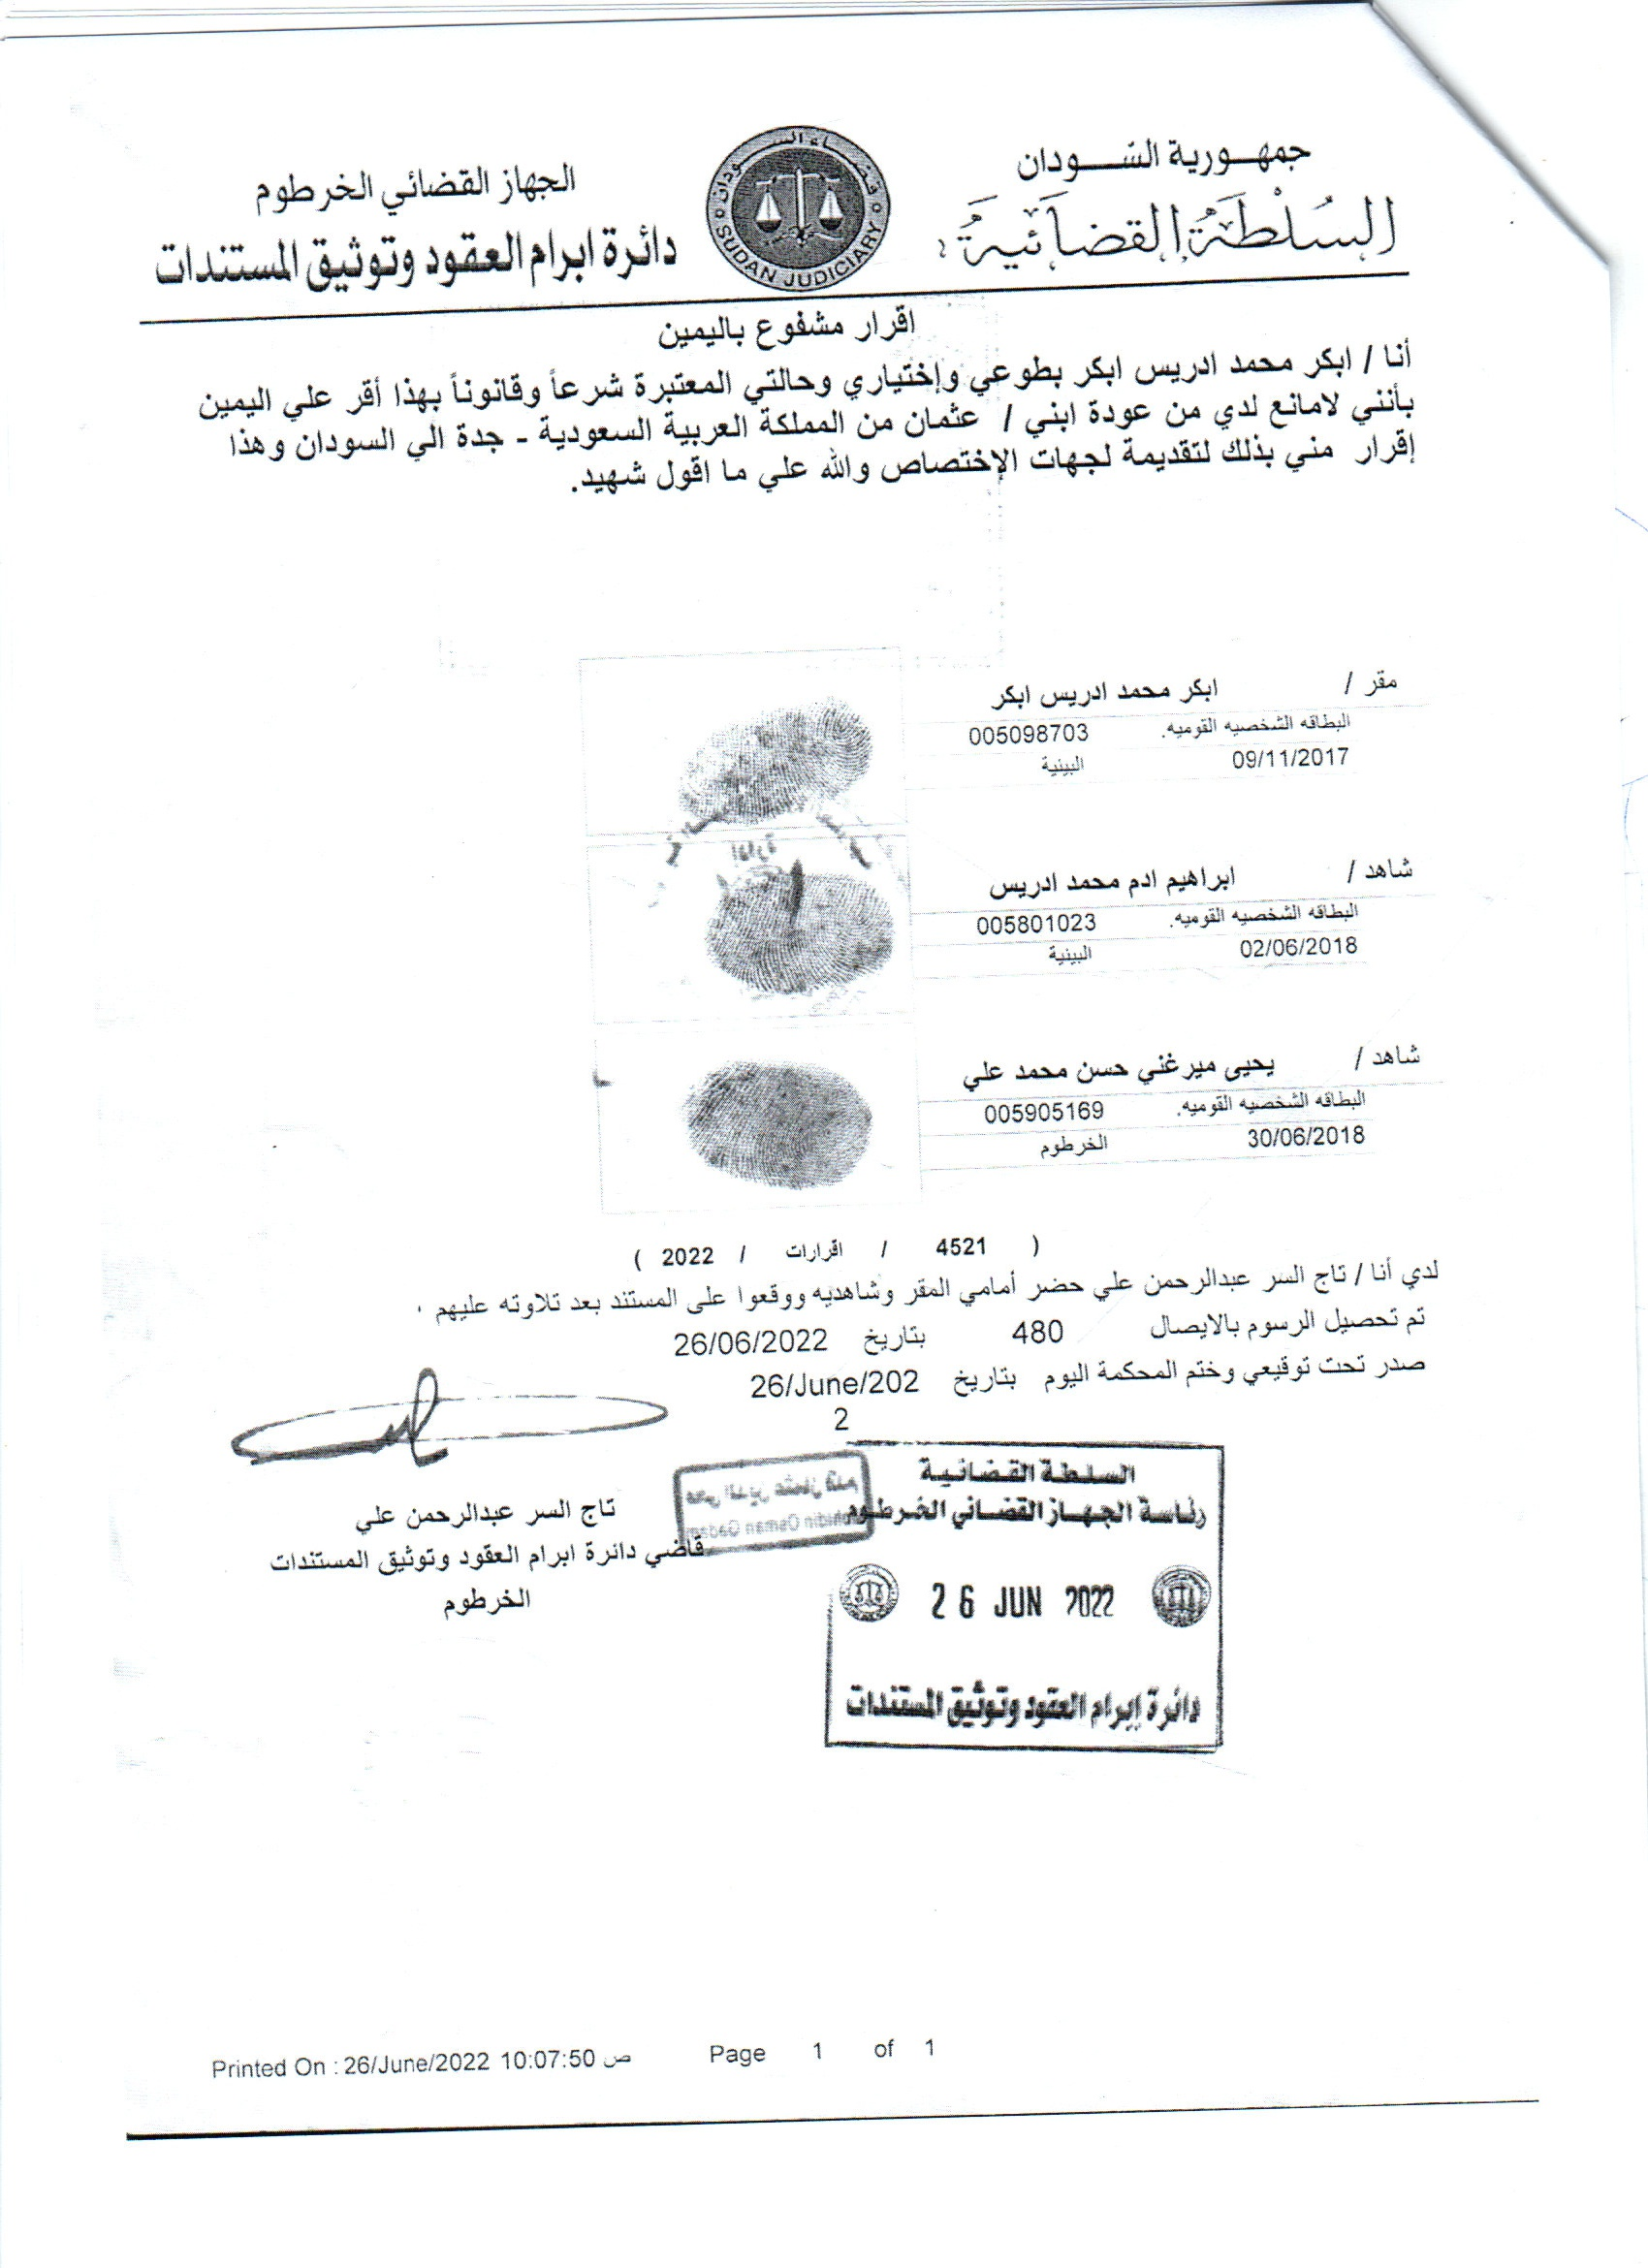 جمهورية السودان
السلطة القضائية
قضاء السودان
SUDAN JUDICIARY
الجهاز القضائي الخرطوم
دائرة ابرام العقود وتوثيق المستندات
اقرار مشفوع باليمين
أنا / ابكر محمد ادريس ابكر بطوعي وإختياري وحالتي المعتبرة شرعاً وقانوناً بهذا أقر علي اليمين
بأنني لامانع لدي من عودة ابني / عثمان من المملكة العربية السعودية - جدة الي السودان وهذا
إقرار مني بذلك لتقديمة لجهات الإختصاص والله علي ما اقول شهيد.
مقر / ابكر محمد ادريس ابكر
البطاقه الشخصيه القوميه. 005098703
09/11/2017 البينية
شاهد / ابراهيم ادم محمد ادريس
البطاقه الشخصيه القوميه. 005801023
02/06/2018 البينية
شاهد / يحيى ميرغني حسن محمد علي
البطاقه الشخصيه القوميه. 005905169
30/06/2018 الخرطوم
( 4521 / اقرارات / 2022 )
لدي أنا / تاج السر عبدالرحمن علي حضر أمامي المقر وشاهديه ووقعوا على المستند بعد تلاوته عليهم .
تم تحصيل الرسوم بالايصال 480 بتاريخ 26/06/2022
صدر تحت توقيعي وختم المحكمة اليوم بتاريخ 26/June/202
2
السلطة القضائية
رئاسة الجهاز القضائي الخرطوم
26 JUN 2022
دائرة إبرام العقود وتوثيق المستندات
تاج السر عبدالرحمن علي
قاضي دائرة ابرام العقود وتوثيق المستندات
الخرطوم
Printed On : 26/June/2022 10:07:50 ص Page 1 of 1